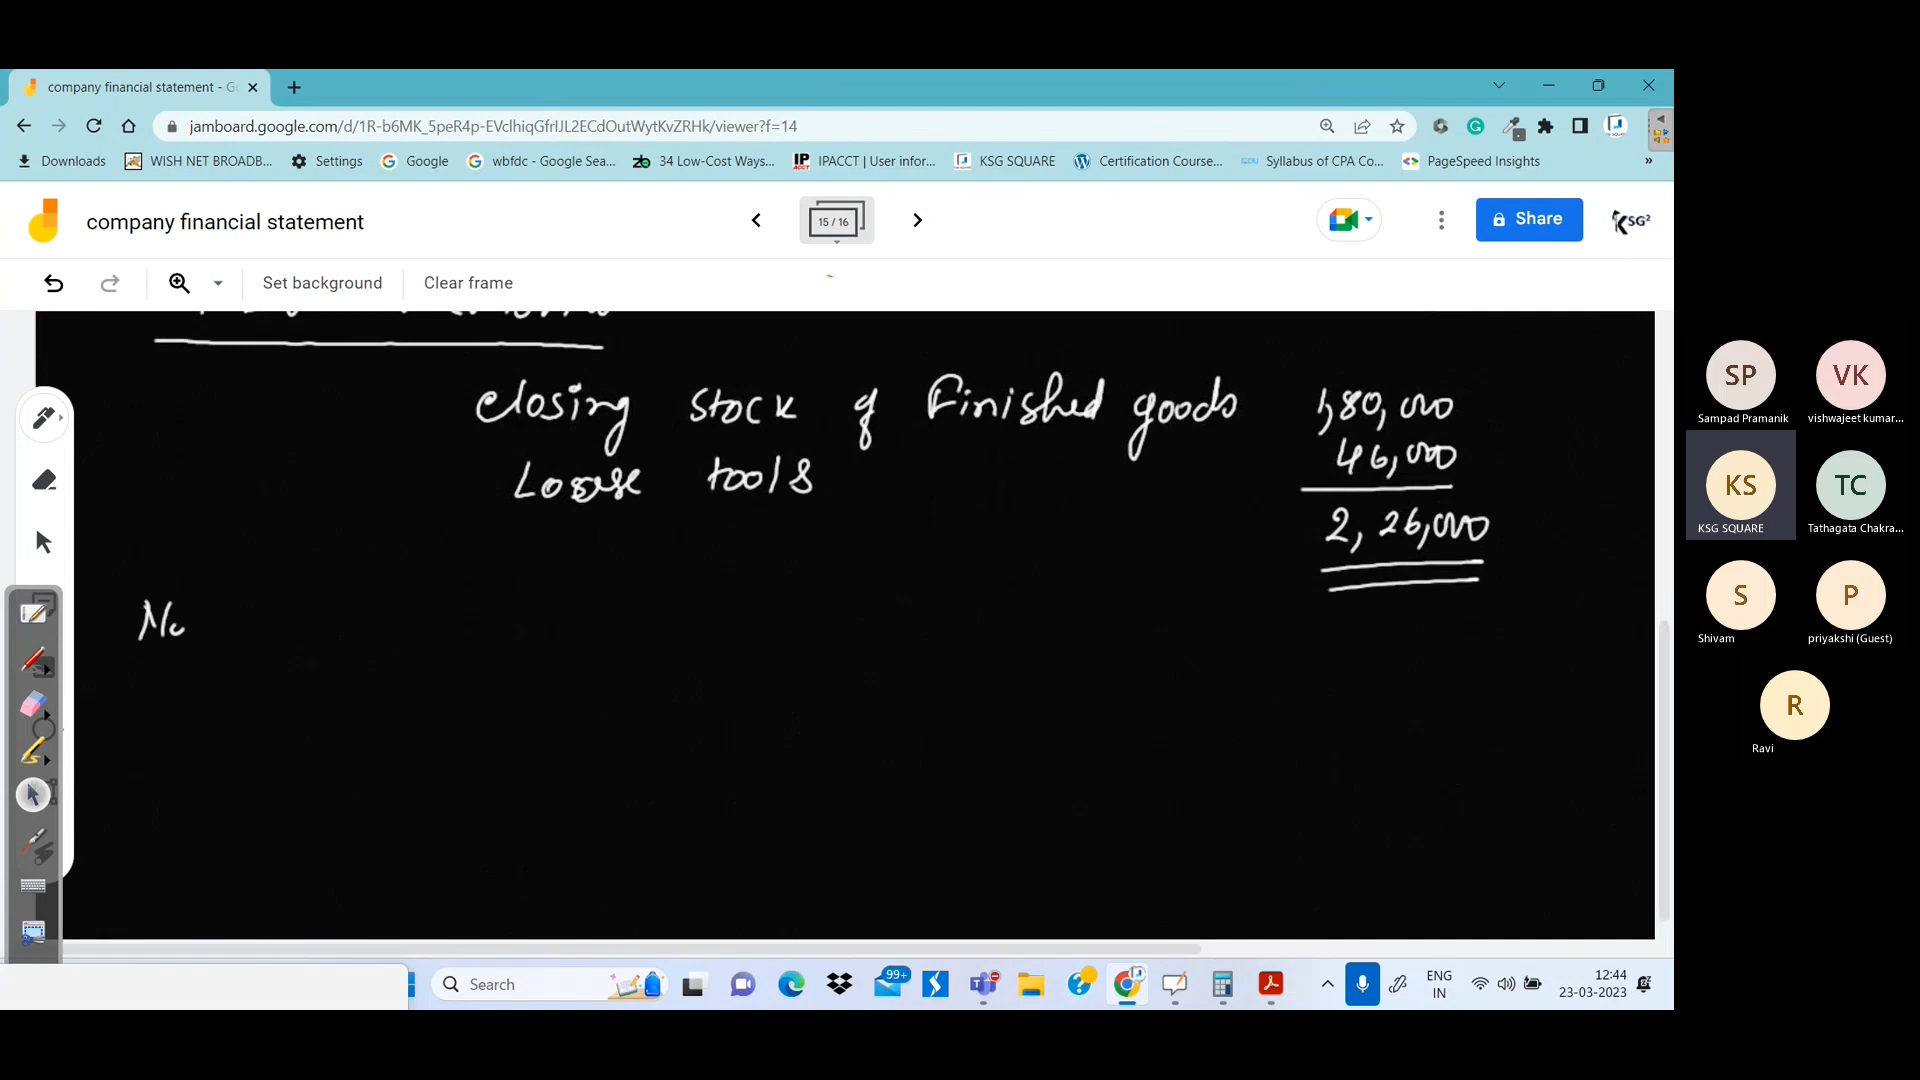 company financial statement - G
jamboard.google.com/d/1R-b6MK_5peR4p-EVclhiqGfrIJL2ECdOutWytKvZRHk/viewer?f=14
Downloads WISH NET BROADB... Settings Google wbfdc - Google Sea... 34 Low-Cost Ways... IPACCT | User infor... KSG SQUARE Certification Course... Syllabus of CPA Co... PageSpeed Insights »
company financial statement 15 / 16 Share KSG²
Set background Clear frame
closing stock of Finished goods 1,80,000
tools 46,000
2,26,000
SP VK
Sampad Pramanik vishwajeet kumar...
KS TC
KSG SQUARE Tathagata Chakra...
S P
Shivam priyakshi (Guest)
R
Ravi
Search 99+ ENG IN 12:44 23-03-2023